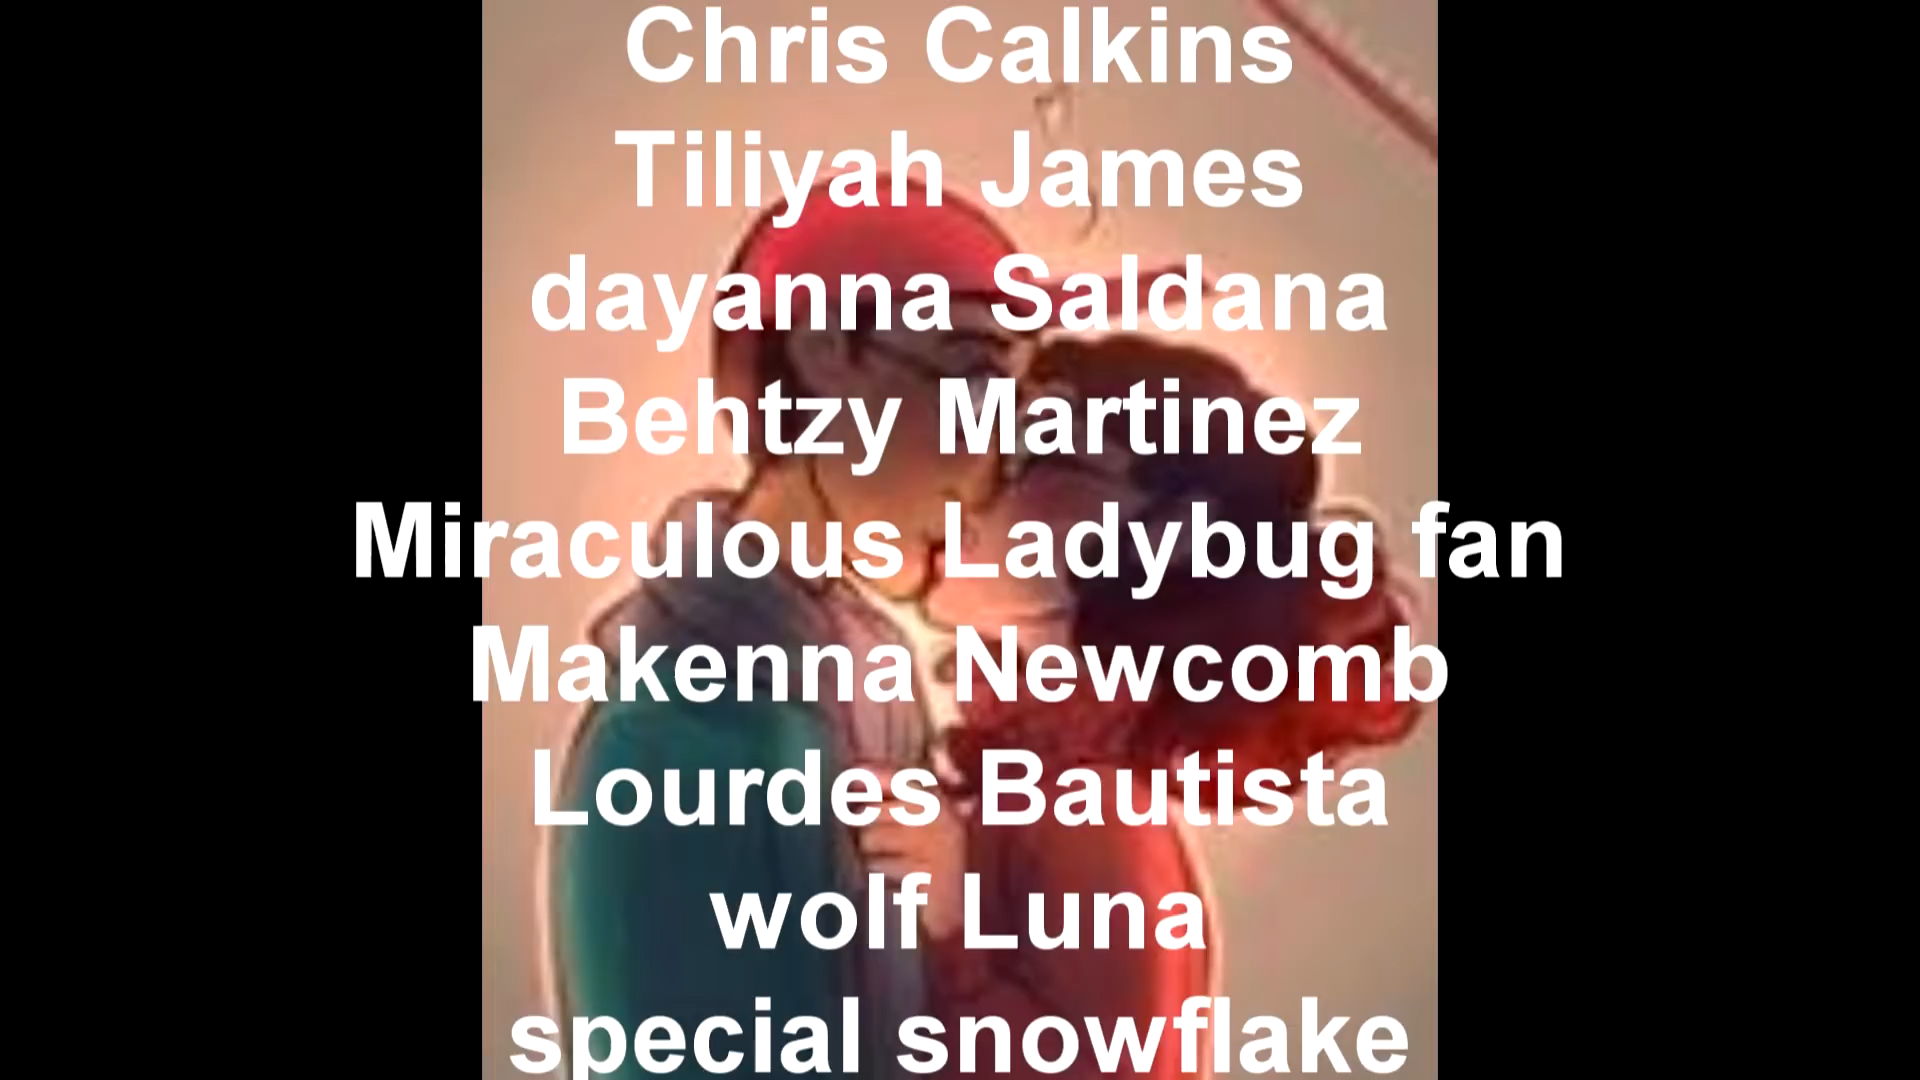 Chris Calkins
Tiliyah James
dayanna Saldana
Behtzy Martinez
Miraculous Ladybug fan
Makenna Newcomb
Lourdes Bautista
wolf Luna
special snowflake